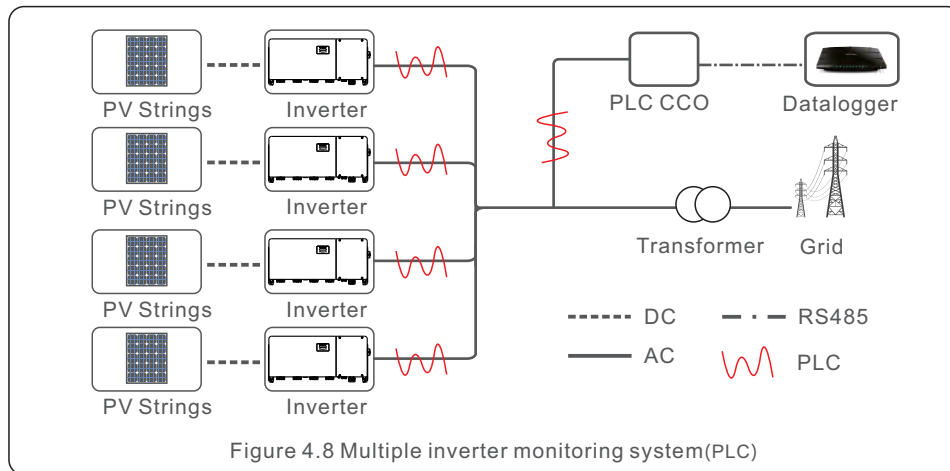 PLC CCO
Datalogger
PV Strings
Inverter
PV Strings
Inverter
Transformer
Grid
PV Strings
Inverter
DC
RS485
AC
PLC
PV Strings
Inverter
Figure 4.8 Multiple inverter monitoring system(PLC)